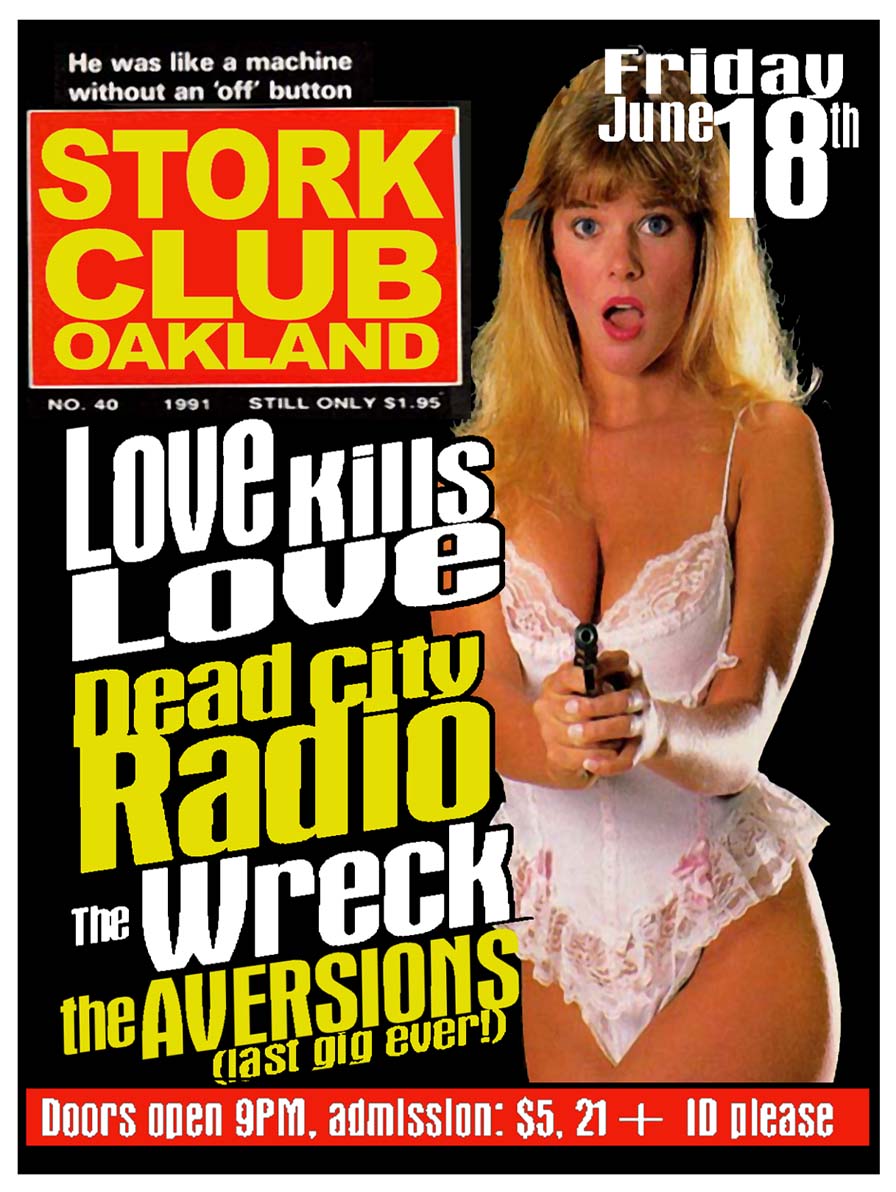 He was like a machine
without an 'off' button
STORK
CLUB
OAKLAND
NO. 40 1991 STILL ONLY $1.95
Friday
June 18th
Love Kills
Love
Dead City
Radio
The Wreck
the AVERSIONS
(last gig ever!)
Doors open 9PM, admission: $5, 21 + ID please